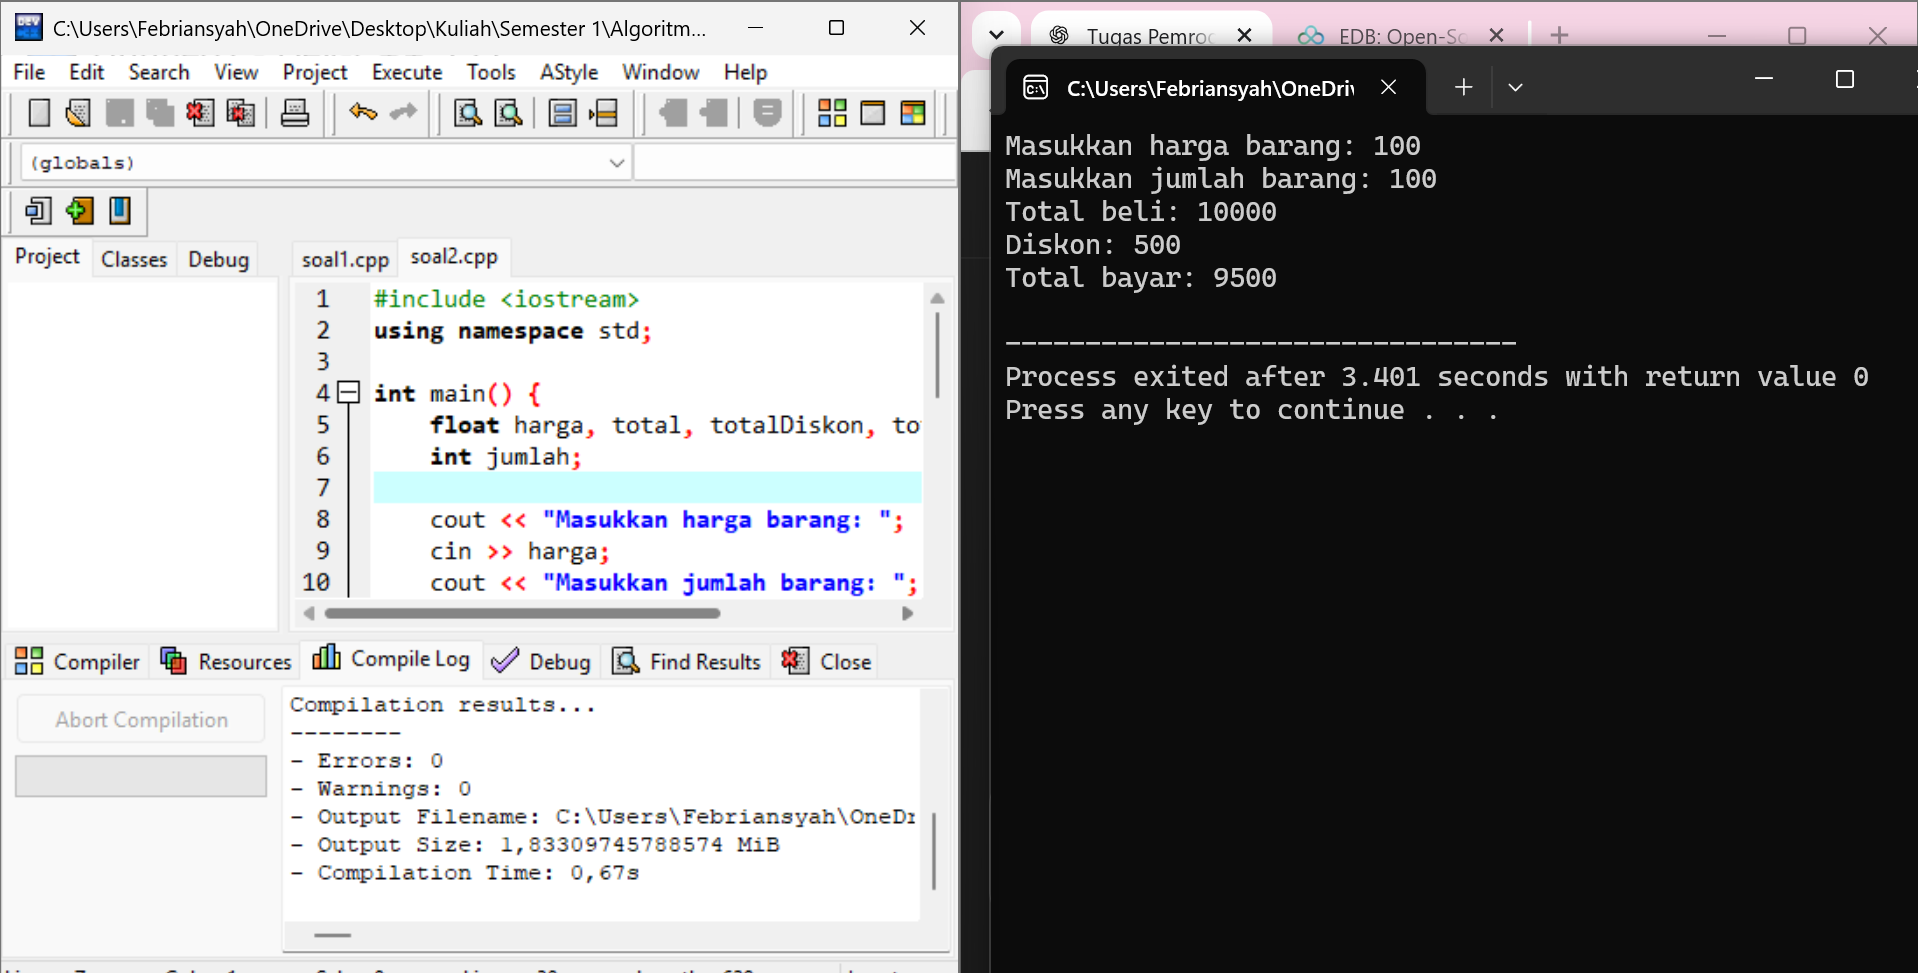 C:\Users\Febriansyah\OneDrive\Desktop\Kuliah\Semester 1\Algoritm...
File Edit Search View Project Execute Tools AStyle Window Help
(globals)
Project Classes Debug
soal1.cpp soal2.cpp
1 #include <iostream>
2 using namespace std;
3
4 int main() {
5 float harga, total, totalDiskon, to
6 int jumlah;
7
8 cout << "Masukkan harga barang: ";
9 cin >> harga;
10 cout << "Masukkan jumlah barang: ";
Compiler Resources Compile Log Debug Find Results Close
Abort Compilation
Compilation results...
--------
- Errors: 0
- Warnings: 0
- Output Filename: C:\Users\Febriansyah\OneDr
- Output Size: 1,83309745788574 MiB
- Compilation Time: 0,67s
Tugas Pemro EDB: Open-S
C:\Users\Febriansyah\OneDriv
Masukkan harga barang: 100
Masukkan jumlah barang: 100
Total beli: 10000
Diskon: 500
Total bayar: 9500
--------------------------------
Process exited after 3.401 seconds with return value 0
Press any key to continue . . .